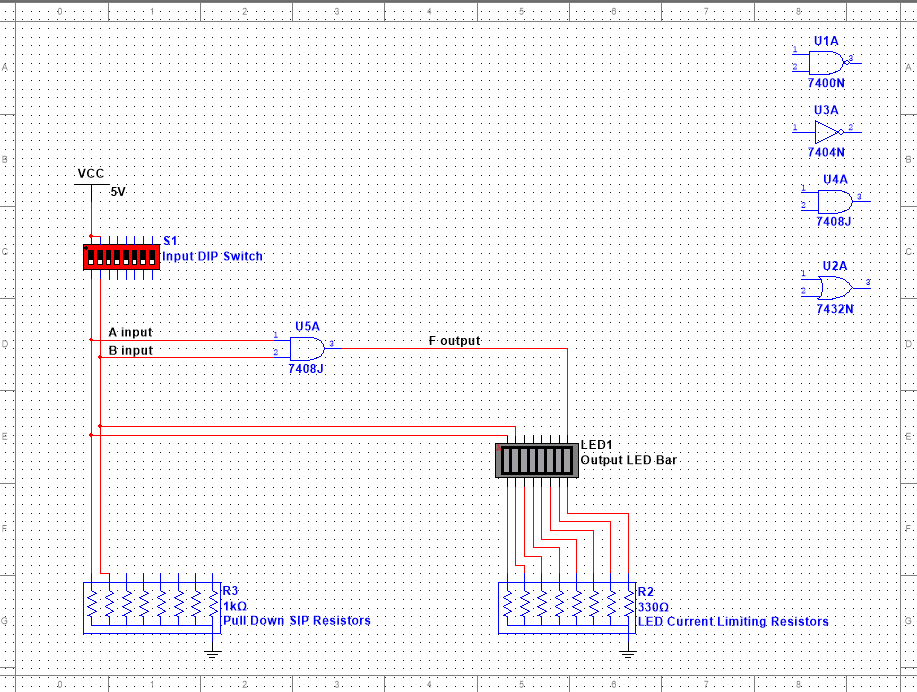 0 1 2 3 4 5 6 7 8
A A
U1A
1
2
3
7400N
U3A
1 2
7404N
B B
VCC
5V
U4A
1
2
3
7408J
C C
S1
Input DIP Switch
U2A
1
2
3
7432N
D D
A input
B input
U5A
1
2
3
7408J
F output
E E
LED1
Output LED Bar
F F
R3
1kΩ
Pull Down SIP Resistors
R2
330Ω
LED Current Limiting Resistors
G G
0 1 2 3 4 5 6 7 8